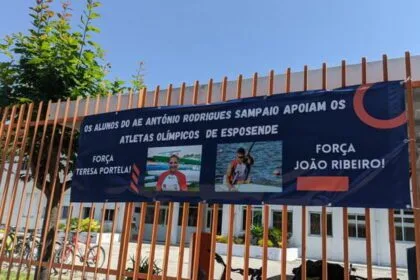 OS ALUNOS DO AE ANTÓNIO RODRIGUES SAMPAIO APOIAM OS
ATLETAS OLÍMPICOS DE ESPOSENDE
FORÇA
TERESA PORTELA!
FORÇA
JOÃO RIBEIRO!